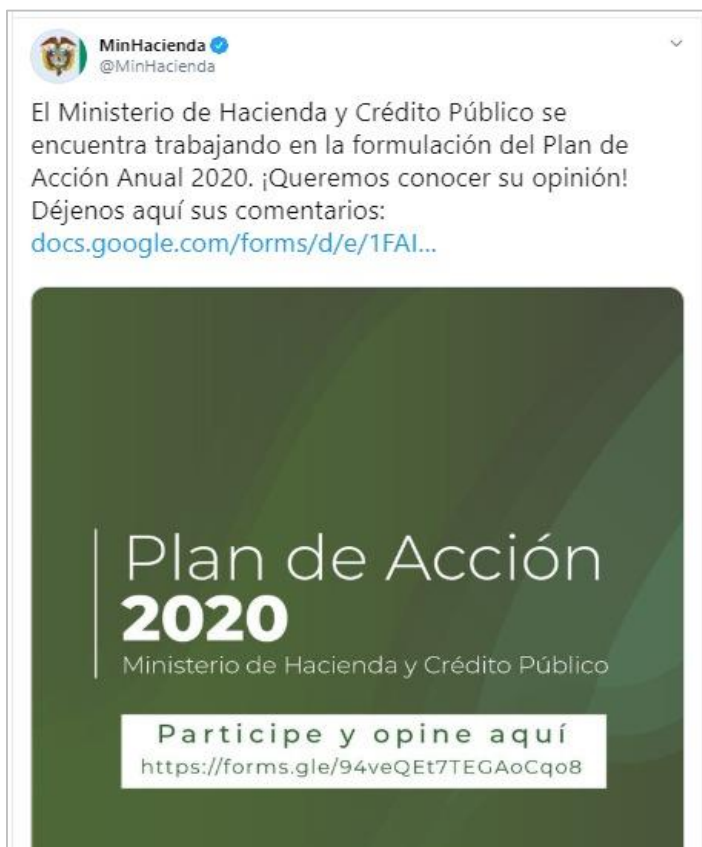 MinHacienda
@MinHacienda
El Ministerio de Hacienda y Crédito Público se
encuentra trabajando en la formulación del Plan de
Acción Anual 2020. ¡Queremos conocer su opinión!
Déjenos aquí sus comentarios:
docs.google.com/forms/d/e/1FAI...
Plan de Acción
2020
Ministerio de Hacienda y Crédito Público
Participe y opine aquí
https://forms.gle/94veQEt7TEGAoCqo8